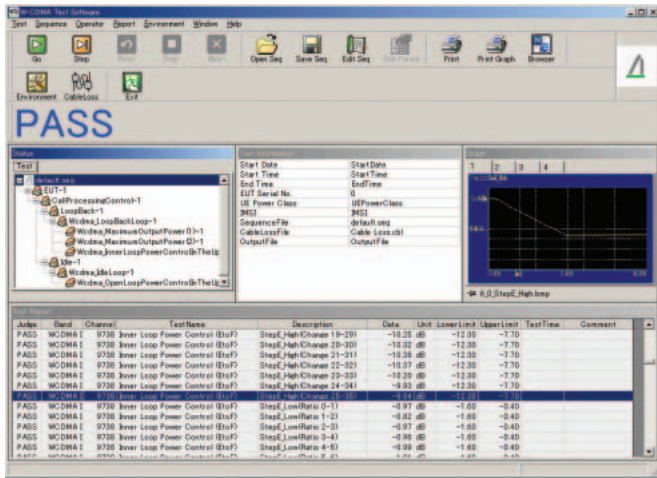 W-CDMA Test Software
Test Sequence Operator Report Environment Window Help
Go Step Stop Open Seq Save Seq Edit Seq Print Print Graph Browser
Environment CableLoss Exit
PASS
Status
Test
default.seq
EUT-1
CallProcessingControl-1
LoopBack-1
Wcdma_LoopBackLoop-1
Wcdma_MaximumOutputPower(1)-1
Wcdma_MaximumOutputPower(2)-1
Wcdma_InnerLoopPowerControl(InTheUp
Idle-1
Wcdma_IdleLoop-1
Wcdma_OpenLoopPowerControl(InTheUp
Start Date StartDate
Start Time StartTime
End Time EndTime
EUT Serial No. 0
UE Power Class UEPowerClass
IMSI IMSI
SequenceFile default.seq
CableLossFile Cable Loss.cbl
OutputFile OutputFile
Graph
1 2 3 4
6_0_StepE_High.bmp
Test Report
Judge Band Channel TestName Description Data Unit LowerLimit UpperLimit TestTime Comment
PASS WCDMA I 9738 Inner Loop Power Control (EtoF) StepE_High(Change 19-29) -10.25 dB -12.30 -7.70
PASS WCDMA I 9738 Inner Loop Power Control (EtoF) StepE_High(Change 20-30) -10.32 dB -12.30 -7.70
PASS WCDMA I 9738 Inner Loop Power Control (EtoF) StepE_High(Change 21-31) -10.38 dB -12.30 -7.70
PASS WCDMA I 9738 Inner Loop Power Control (EtoF) StepE_High(Change 22-32) -10.37 dB -12.30 -7.70
PASS WCDMA I 9738 Inner Loop Power Control (EtoF) StepE_High(Change 23-33) -10.20 dB -12.30 -7.70
PASS WCDMA I 9738 Inner Loop Power Control (EtoF) StepE_High(Change 24-34) -9.93 dB -12.30 -7.70
PASS WCDMA I 9738 Inner Loop Power Control (EtoF) StepE_High(Change 25-35) -9.84 dB -12.30 -7.70
PASS WCDMA I 9738 Inner Loop Power Control (EtoF) StepE_Low(Ratio 0-1) -0.97 dB -1.60 -0.40
PASS WCDMA I 9738 Inner Loop Power Control (EtoF) StepE_Low(Ratio 1-2) -0.82 dB -1.60 -0.40
PASS WCDMA I 9738 Inner Loop Power Control (EtoF) StepE_Low(Ratio 2-3) -0.97 dB -1.60 -0.40
PASS WCDMA I 9738 Inner Loop Power Control (EtoF) StepE_Low(Ratio 3-4) -0.98 dB -1.60 -0.40
PASS WCDMA I 9738 Inner Loop Power Control (EtoF) StepE_Low(Ratio 4-5) -0.99 dB -1.60 -0.40